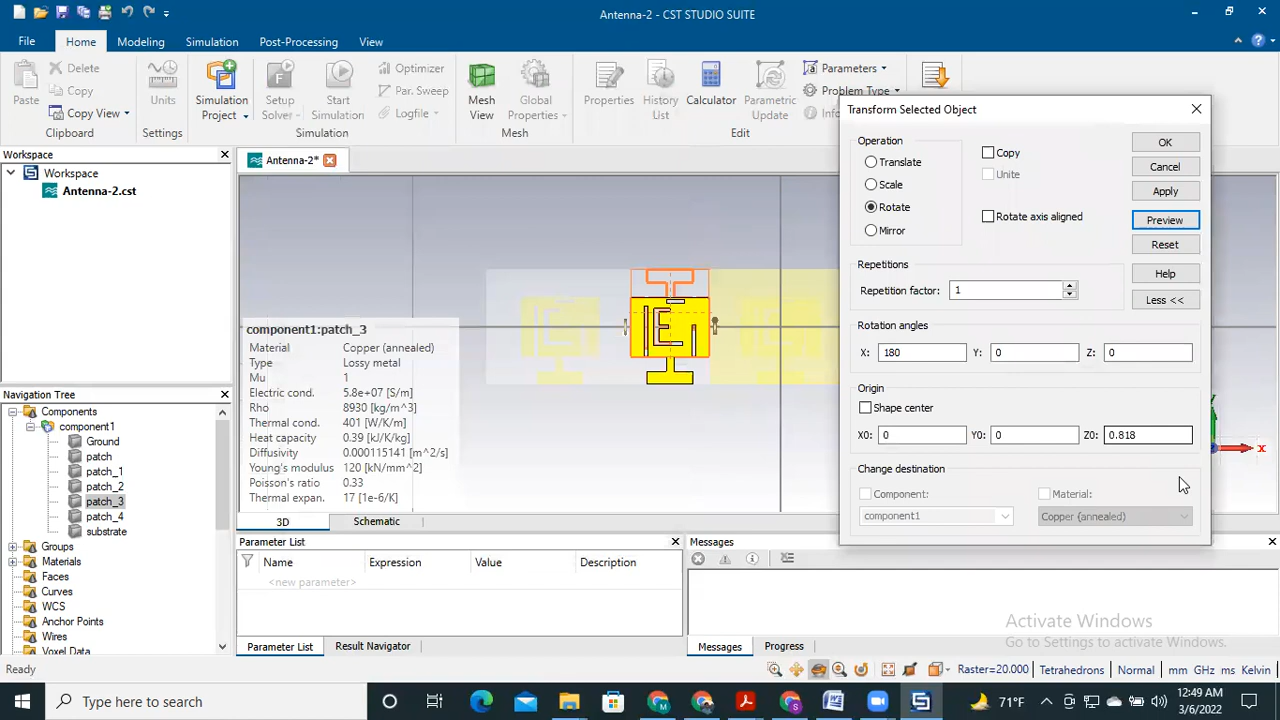 Antenna-2 - CST STUDIO SUITE
File Home Modeling Simulation Post-Processing View
Paste
Delete
Copy
Copy View
Clipboard
Units
Settings
Simulation Project
Setup Solver
Start Simulation
Optimizer
Par. Sweep
Logfile
Simulation
Mesh View
Global Properties
Mesh
Properties
History List
Calculator
Parametric Update
Parameters
Problem Type
Edit
Workspace
Workspace
Antenna-2.cst
Antenna-2*
Navigation Tree
Components
component1
Ground
patch
patch_1
patch_2
patch_3
patch_4
substrate
Groups
Materials
Faces
Curves
WCS
Anchor Points
Wires
Voxel Data
component1:patch_3
Material Copper (annealed)
Type Lossy metal
Mu 1
Electric cond. 5.8e+07 [S/m]
Rho 8930 [kg/m^3]
Thermal cond. 401 [W/K/m]
Heat capacity 0.39 [kJ/K/kg]
Diffusivity 0.000115141 [m^2/s]
Young's modulus 120 [kN/mm^2]
Poisson's ratio 0.33
Thermal expan. 17 [1e-6/K]
3D Schematic
Transform Selected Object
Operation
Translate
Scale
Rotate
Mirror
Copy
Unite
Rotate axis aligned
OK
Cancel
Apply
Preview
Reset
Help
Less <<
Repetitions
Repetition factor: 1
Rotation angles
X: 180 Y: 0 Z: 0
Origin
Shape center
X0: 0 Y0: 0 Z0: 0.818
Change destination
Component: Material:
component1 Copper (annealed)
x
Parameter List
Name Expression Value Description
<new parameter>
Parameter List Result Navigator
Messages
Messages Progress
Activate Windows
Go to Settings to activate Windows.
Ready
Raster=20.000 Tetrahedrons Normal mm GHz ns Kelvin
Type here to search
71°F
12:49 AM
3/6/2022